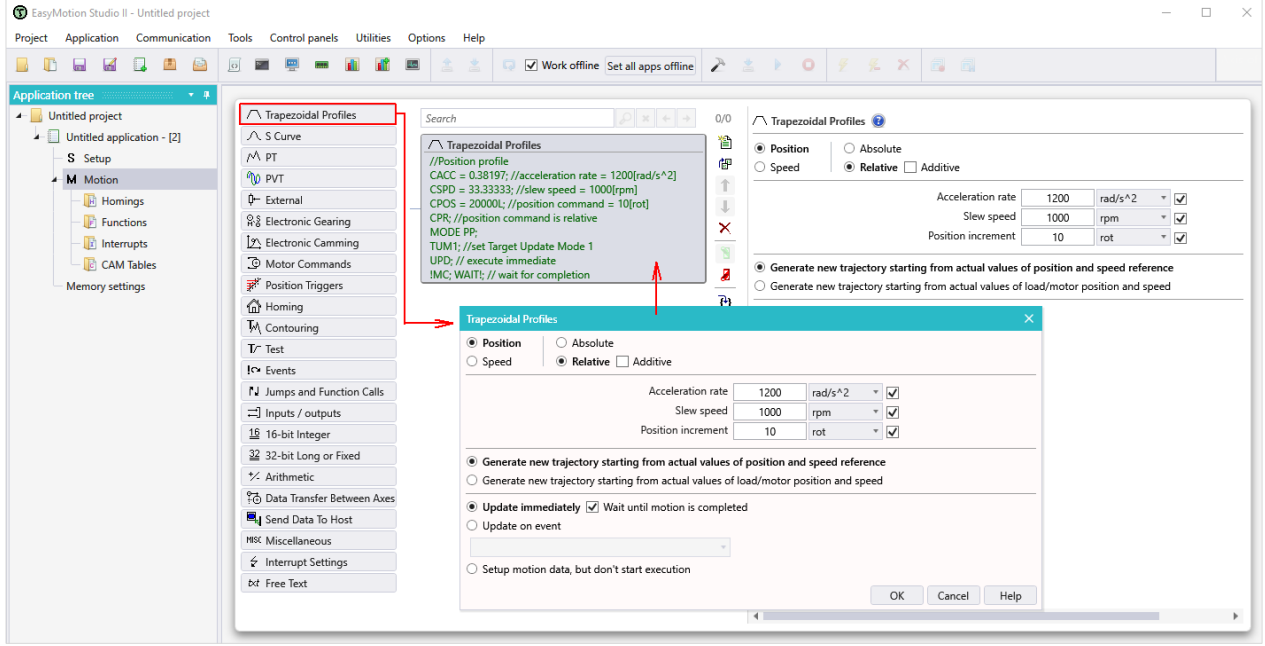 EasyMotion Studio II - Untitled project
Project Application Communication Tools Control panels Utilities Options Help
Work offline Set all apps offline
Application tree
Untitled project
Untitled application - [2]
S Setup
M Motion
Homings
Functions
Interrupts
CAM Tables
Memory settings
Trapezoidal Profiles
S Curve
PT
PVT
External
Electronic Gearing
Electronic Camming
Motor Commands
Position Triggers
Homing
Contouring
Test
Events
Jumps and Function Calls
Inputs / outputs
16 16-bit Integer
32 32-bit Long or Fixed
Arithmetic
Data Transfer Between Axes
Send Data To Host
MISC Miscellaneous
Interrupt Settings
txt Free Text
Search 0/0
Trapezoidal Profiles
//Position profile
CACC = 0.38197; //acceleration rate = 1200[rad/s^2]
CSPD = 33.33333; //slew speed = 1000[rpm]
CPOS = 20000L; //position command = 10[rot]
CPR; //position command is relative
MODE PP;
TUM1; //set Target Update Mode 1
UPD; // execute immediate
!MC; WAIT!; // wait for completion
Trapezoidal Profiles ?
Position Absolute
Speed Relative Additive
Acceleration rate 1200 rad/s^2
Slew speed 1000 rpm
Position increment 10 rot
Generate new trajectory starting from actual values of position and speed reference
Generate new trajectory starting from actual values of load/motor position and speed
Trapezoidal Profiles
Position Absolute
Speed Relative Additive
Acceleration rate 1200 rad/s^2
Slew speed 1000 rpm
Position increment 10 rot
Generate new trajectory starting from actual values of position and speed reference
Generate new trajectory starting from actual values of load/motor position and speed
Update immediately Wait until motion is completed
Update on event
Setup motion data, but don't start execution
OK Cancel Help